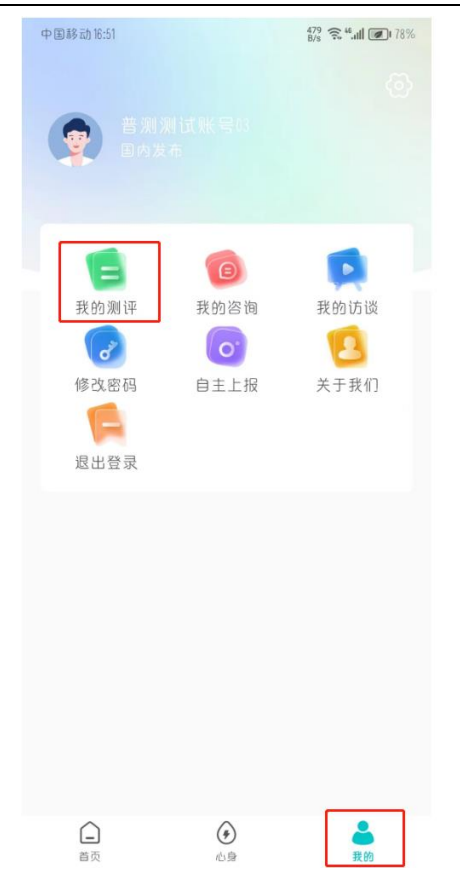 中国移动 16:51 479 B/s 46 78%
普测测试账号03
国内发布
我的测评 我的咨询 我的访谈
修改密码 自主上报 关于我们
退出登录
首页 心身 我的